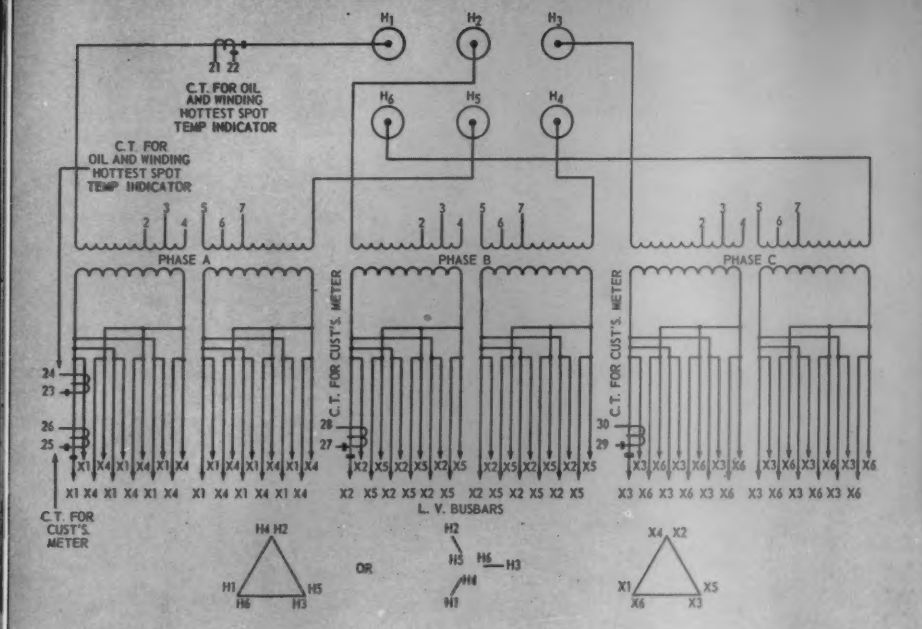 H1 H2 H3
21 22
C.T. FOR OIL
AND WINDING
HOTTEST SPOT
TEMP INDICATOR
H6 H5 H4
C.T. FOR
OIL AND WINDING
HOTTEST SPOT
TEMP INDICATOR
2 3 4 5 6 7
2 3 4 5 6 7
2 3 4 5 6 7
PHASE A PHASE B PHASE C
C.T. FOR CUST'S. METER
C.T. FOR CUST'S. METER
24
23
26
25
28
27
30
29
X1 X4 X1 X4 X1 X4 X1 X4 X1 X4 X2 X5 X2 X5 X2 X5 X2 X5 X2 X5 X2 X5 X3 X6 X3 X6 X3 X6 X3 X6 X3 X6 X3 X6
X1 X4 X1 X4 X1 X4 X1 X4 X1 X4 X1 X4 X2 X5 X2 X5 X2 X5 X2 X5 X2 X5 X2 X5 X3 X6 X3 X6 X3 X6 X3 X6 X3 X6 X3 X6
L. V. BUSBARS
C.T. FOR
CUST'S.
METER
H4 H2
H1 H5
H6 H3
OR
H2
H5 H6 H3
H4
H1
X4 X2
X1 X5
X6 X3